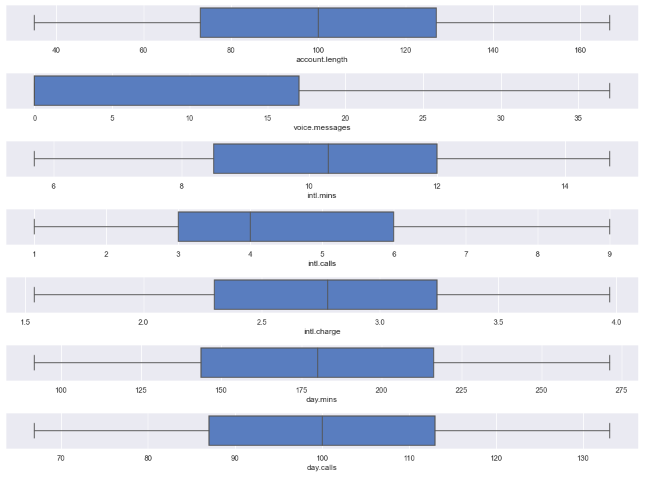 40 60 80 100 120 140 160
account.length
0 5 10 15 20 25 30 35
voice.messages
6 8 10 12 14
intl.mins
1 2 3 4 5 6 7 8 9
intl.calls
1.5 2.0 2.5 3.0 3.5 4.0
intl.charge
100 125 150 175 200 225 250 275
day.mins
70 80 90 100 110 120 130
day.calls